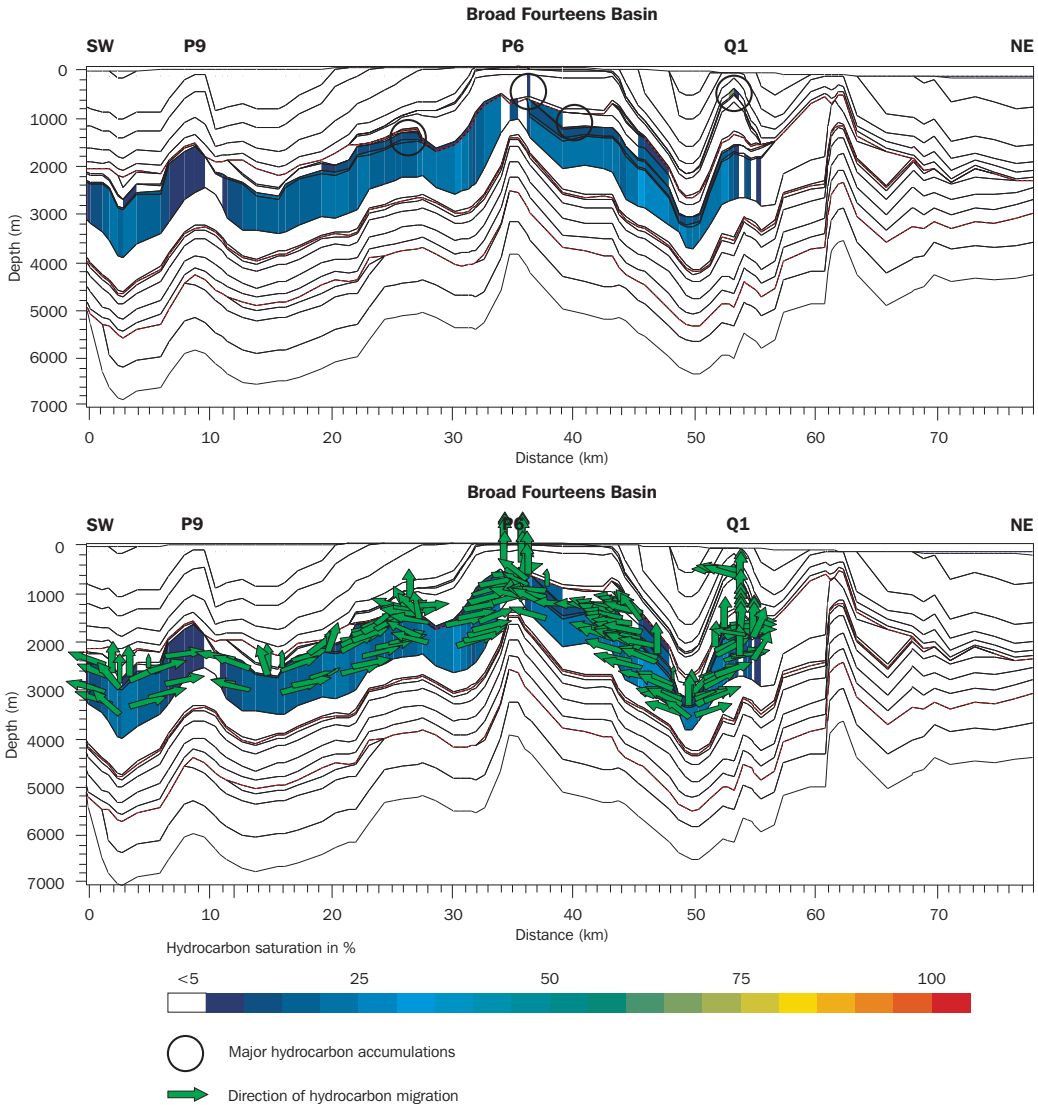 Broad Fourteens Basin
SW P9 P6 Q1 NE
0
1000
2000
3000
4000
5000
6000
7000
Depth (m)
0 10 20 30 40 50 60 70
Distance (km)
Broad Fourteens Basin
SW P9 P6 Q1 NE
0
1000
2000
3000
4000
5000
6000
7000
Depth (m)
0 10 20 30 40 50 60 70
Distance (km)
Hydrocarbon saturation in %
<5 25 50 75 100
Major hydrocarbon accumulations
Direction of hydrocarbon migration